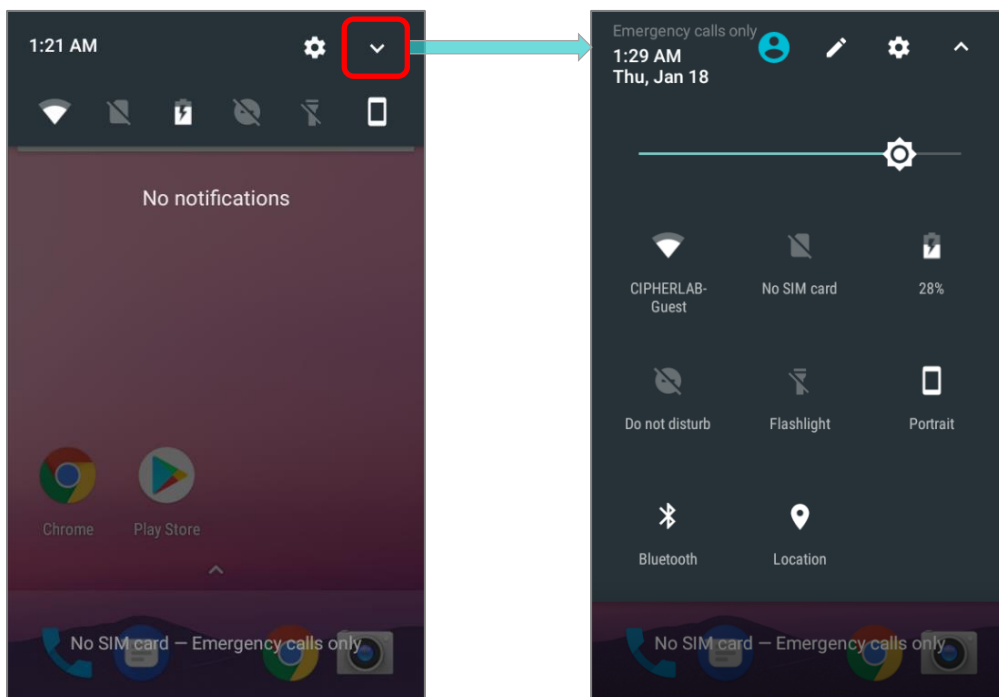 1:21 AM
No notifications
Chrome
Play Store
No SIM card — Emergency calls only
Emergency calls only
1:29 AM
Thu, Jan 18
CIPHERLAB-
Guest
No SIM card
28%
Do not disturb
Flashlight
Portrait
Bluetooth
Location
No SIM card — Emergency calls only